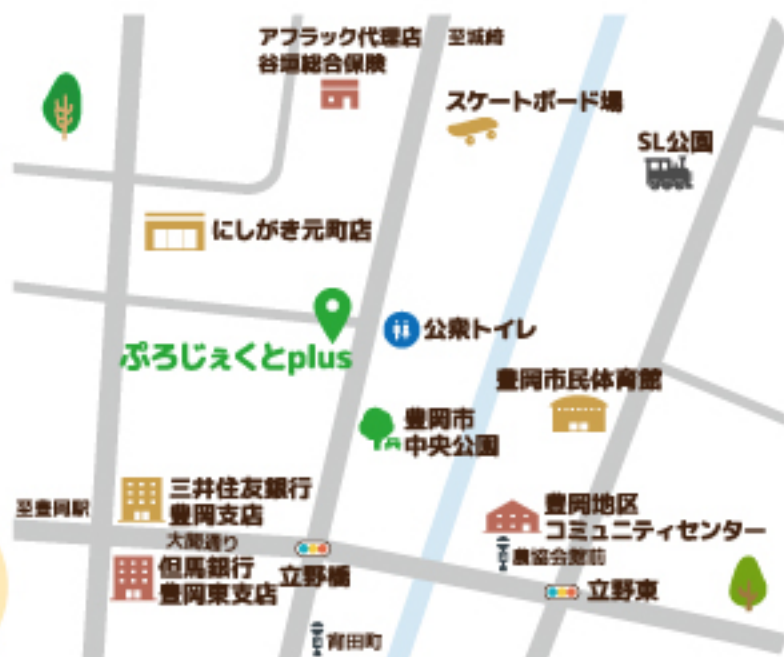 アフラック代理店
谷垣総合保険
至城崎
スケートボード場
SL公園
にしがき元町店
公衆トイレ
ぷろじぇくとplus
豊岡市民体育館
豊岡市
中央公園
三井住友銀行
豊岡支店
至豊岡駅
豊岡地区
コミュニティセンター
大開通り
農協会館前
但馬銀行
豊岡東支店
立野橋
立野東
宵田町